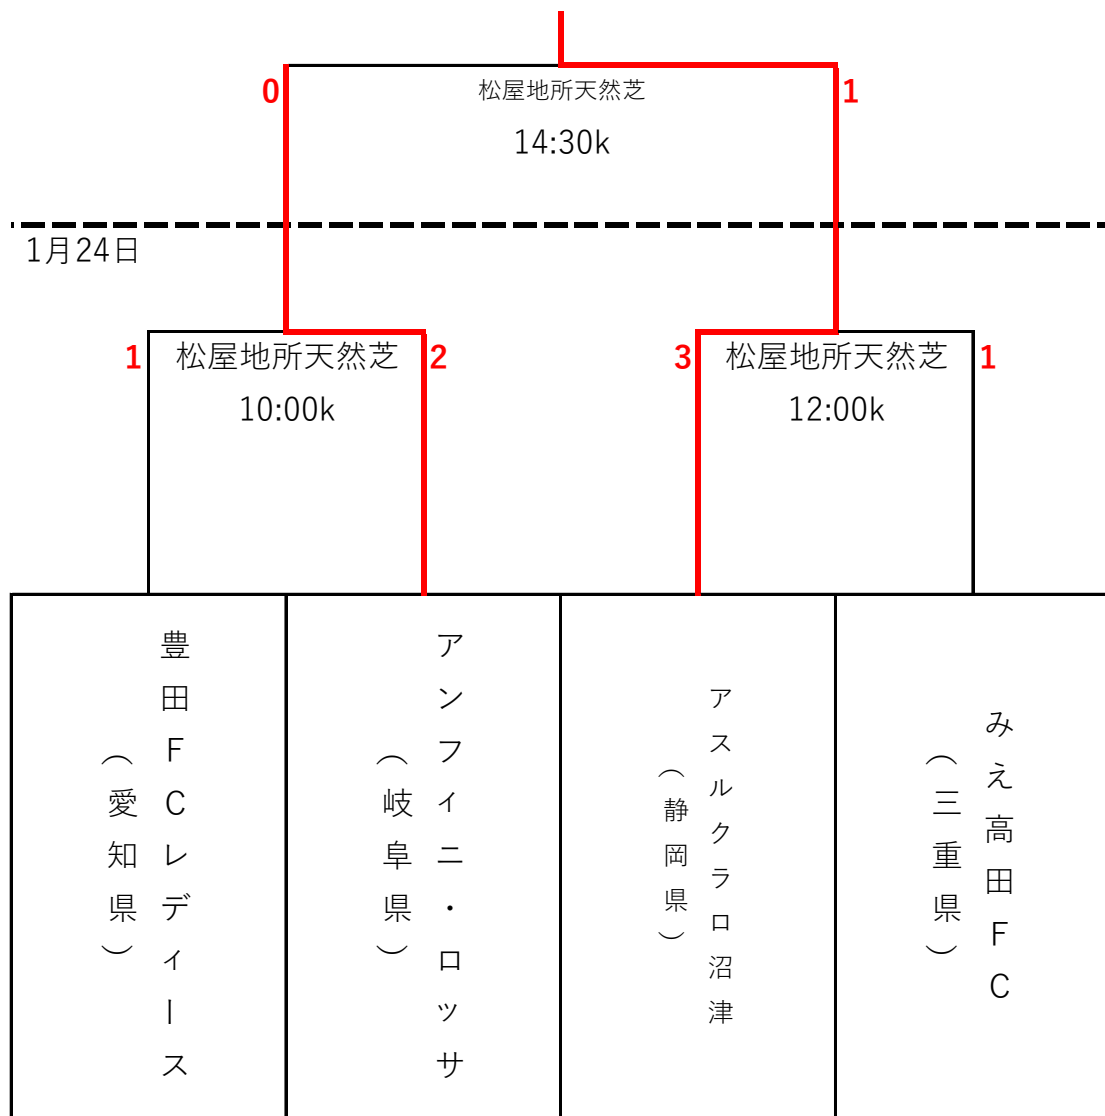 0
松屋地所天然芝
1
14:30k
1月24日
1
松屋地所天然芝
2
10:00k
3
松屋地所天然芝
1
12:00k
豊田FCレディース
(愛知県)
アンフィニ・ロッサ
(岐阜県)
アスルクラロ沼津
(静岡県)
みえ高田FC
(三重県)